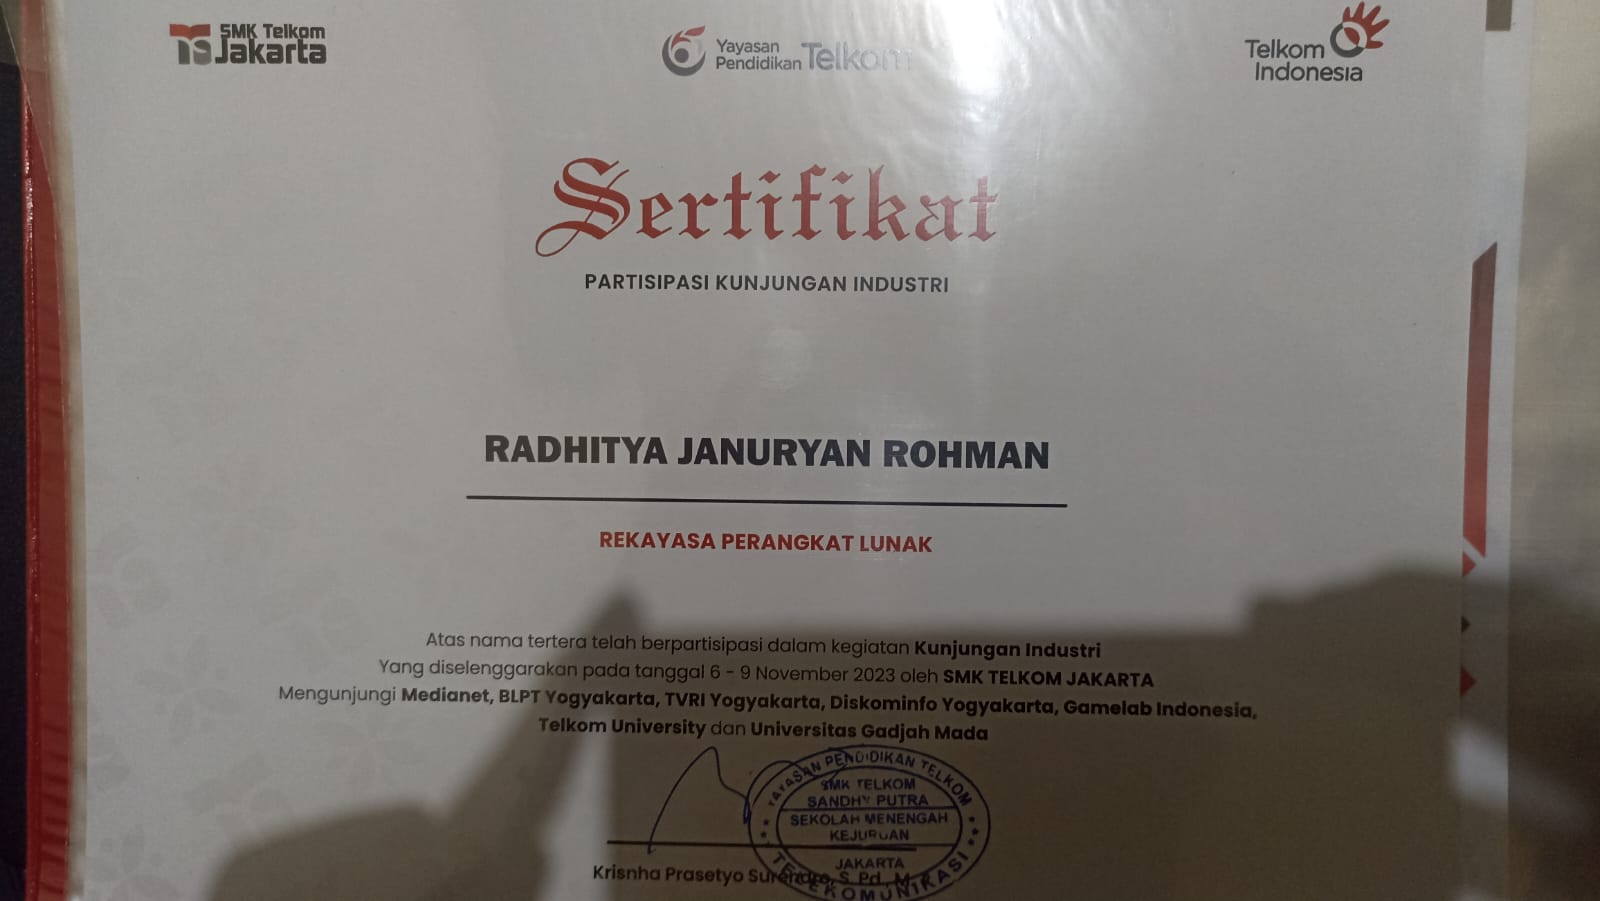 SMK Telkom
Jakarta
Yayasan
Pendidikan Telkom
Telkom
Indonesia
Sertifikat
PARTISIPASI KUNJUNGAN INDUSTRI
RADHITYA JANURYAN ROHMAN
REKAYASA PERANGKAT LUNAK
Atas nama tertera telah berpartisipasi dalam kegiatan Kunjungan Industri
Yang diselenggarakan pada tanggal 6 - 9 November 2023 oleh SMK TELKOM JAKARTA
Mengunjungi Medianet, BLPT Yogyakarta, TVRI Yogyakarta, Diskominfo Yogyakarta, Gamelab Indonesia,
Telkom University dan Universitas Gadjah Mada
YAYASAN PENDIDIKAN TELKOM
SMK TELKOM
SANDHY PUTRA
SEKOLAH MENENGAH
KEJURUAN
JAKARTA
TELEKOMUNIKASI
Krisnha Prasetyo Surendro, S.Pd.,